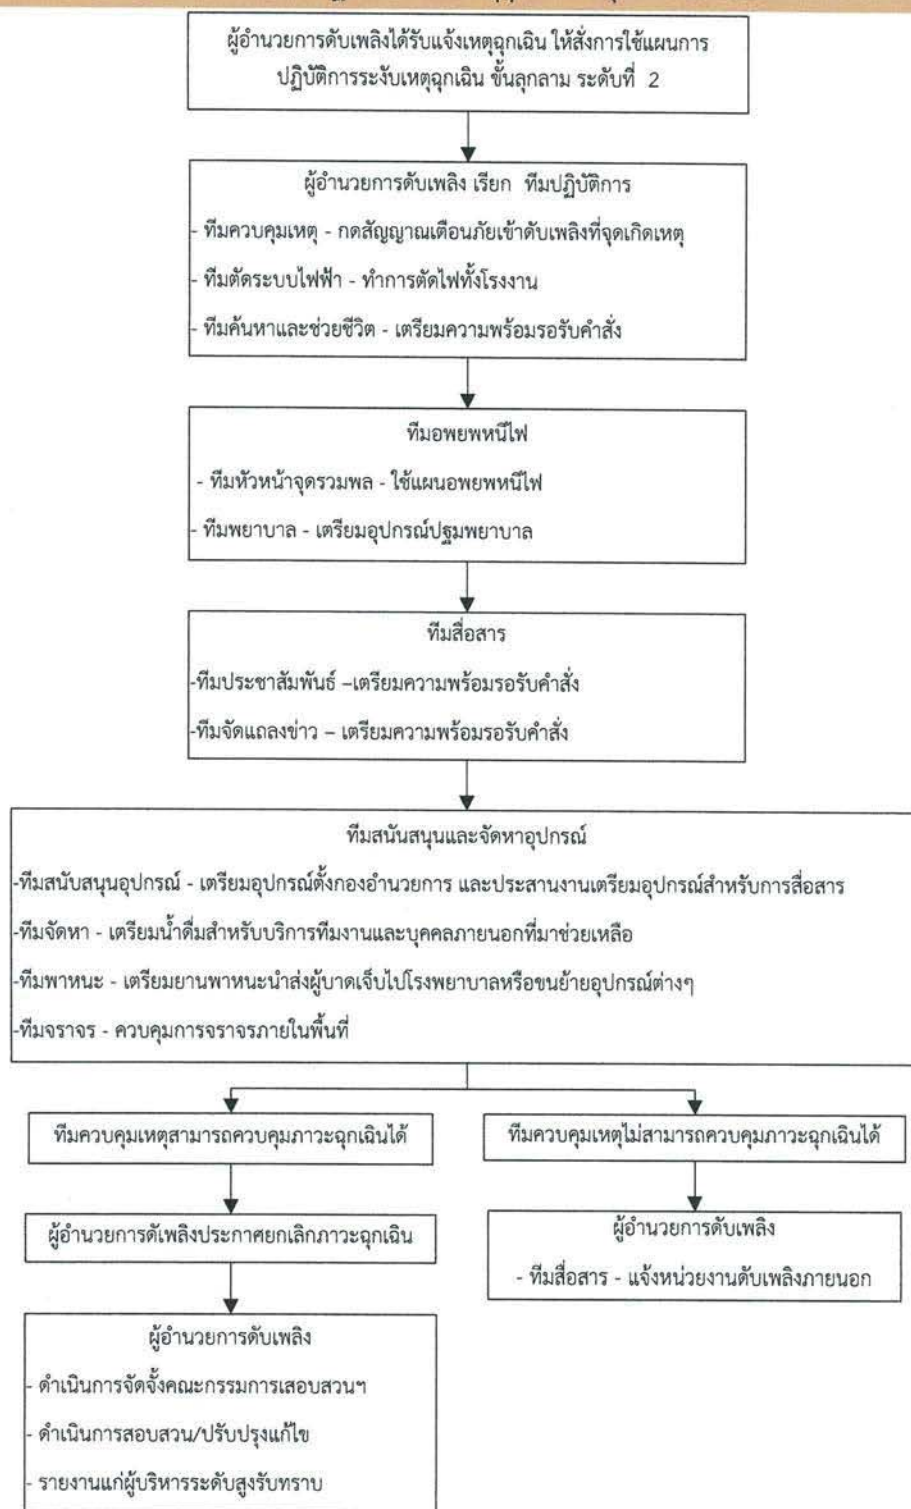 ผู้อำนวยการดับเพลิงได้รับแจ้งเหตุฉุกเฉิน ให้สั่งการใช้แผนการ
ปฏิบัติการระงับเหตุฉุกเฉิน ขั้นลุกลาม ระดับที่ 2
ผู้อำนวยการดับเพลิง เรียก ทีมปฏิบัติการ
- ทีมควบคุมเหตุ - กดสัญญาณเตือนภัยเข้าดับเพลิงที่จุดเกิดเหตุ
- ทีมตัดระบบไฟฟ้า - ทำการตัดไฟทั้งโรงงาน
- ทีมค้นหาและช่วยชีวิต - เตรียมความพร้อมรอรับคำสั่ง
ทีมอพยพหนีไฟ
- ทีมหัวหน้าจุดรวมพล - ใช้แผนอพยพหนีไฟ
- ทีมพยาบาล - เตรียมอุปกรณ์ปฐมพยาบาล
ทีมสื่อสาร
-ทีมประชาสัมพันธ์ –เตรียมความพร้อมรอรับคำสั่ง
-ทีมจัดแถลงข่าว – เตรียมความพร้อมรอรับคำสั่ง
ทีมสนันสนุนและจัดหาอุปกรณ์
-ทีมสนับสนุนอุปกรณ์ - เตรียมอุปกรณ์ตั้งกองอำนวยการ และประสานงานเตรียมอุปกรณ์สำหรับการสื่อสาร
-ทีมจัดหา - เตรียมน้ำดื่มสำหรับบริการทีมงานและบุคคลภายนอกที่มาช่วยเหลือ
-ทีมพาหนะ - เตรียมยานพาหนะนำส่งผู้บาดเจ็บไปโรงพยาบาลหรือขนย้ายอุปกรณ์ต่างๆ
-ทีมจราจร - ควบคุมการจราจรภายในพื้นที่
ทีมควบคุมเหตุสามารถควบคุมภาวะฉุกเฉินได้
ทีมควบคุมเหตุไม่สามารถควบคุมภาวะฉุกเฉินได้
ผู้อำนวยการดัเพลิงประกาศยกเลิกภาวะฉุกเฉิน
ผู้อำนวยการดับเพลิง
- ทีมสื่อสาร - แจ้งหน่วยงานดับเพลิงภายนอก
ผู้อำนวยการดับเพลิง
- ดำเนินการจัดจั้งคณะกรรมการเสอบสวนฯ
- ดำเนินการสอบสวน/ปรับปรุงแก้ไข
- รายงานแก่ผู้บริหารระดับสูงรับทราบ